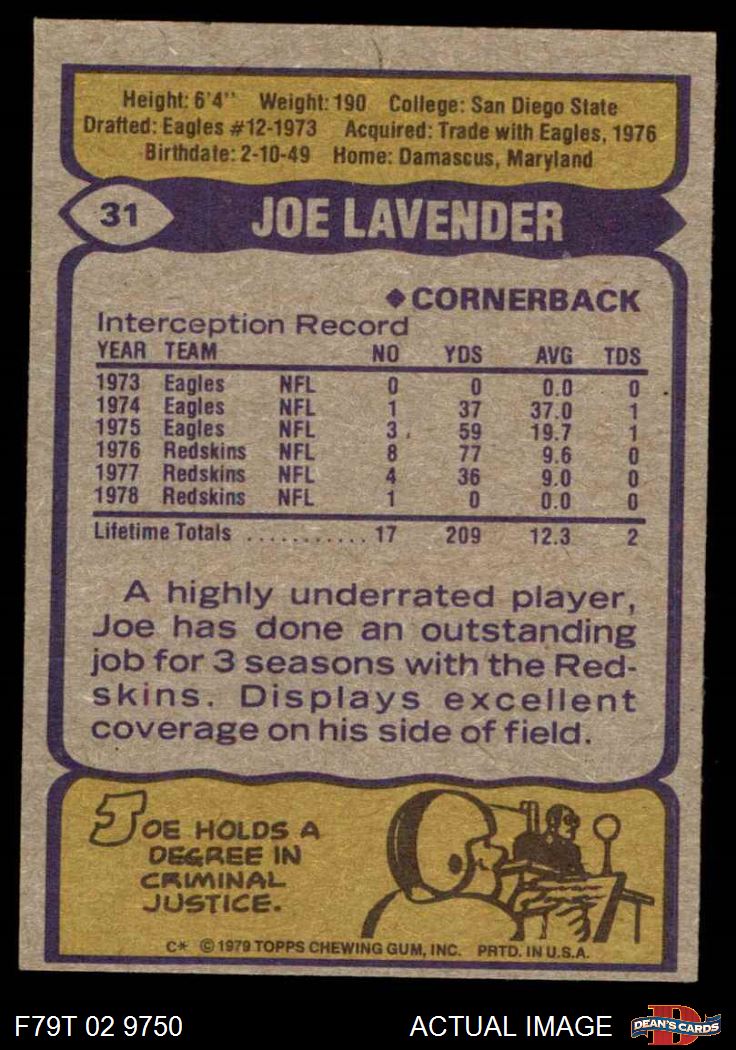 Height: 6'4" Weight: 190 College: San Diego State
Drafted: Eagles #12-1973 Acquired: Trade with Eagles, 1976
Birthdate: 2-10-49 Home: Damascus, Maryland
31 JOE LAVENDER
◆ CORNERBACK
Interception Record
YEAR TEAM NO YDS AVG TDS
1973 Eagles NFL 0 0 0.0 0
1974 Eagles NFL 1 37 37.0 1
1975 Eagles NFL 3 59 19.7 1
1976 Redskins NFL 8 77 9.6 0
1977 Redskins NFL 4 36 9.0 0
1978 Redskins NFL 1 0 0.0 0
Lifetime Totals ........... 17 209 12.3 2
A highly underrated player,
Joe has done an outstanding
job for 3 seasons with the Red-
skins. Displays excellent
coverage on his side of field.
JOE HOLDS A
DEGREE IN
CRIMINAL
JUSTICE.
C* © 1979 TOPPS CHEWING GUM, INC. PRTD. IN U.S.A.
F79T 02 9750 ACTUAL IMAGE DEAN'S CARDS